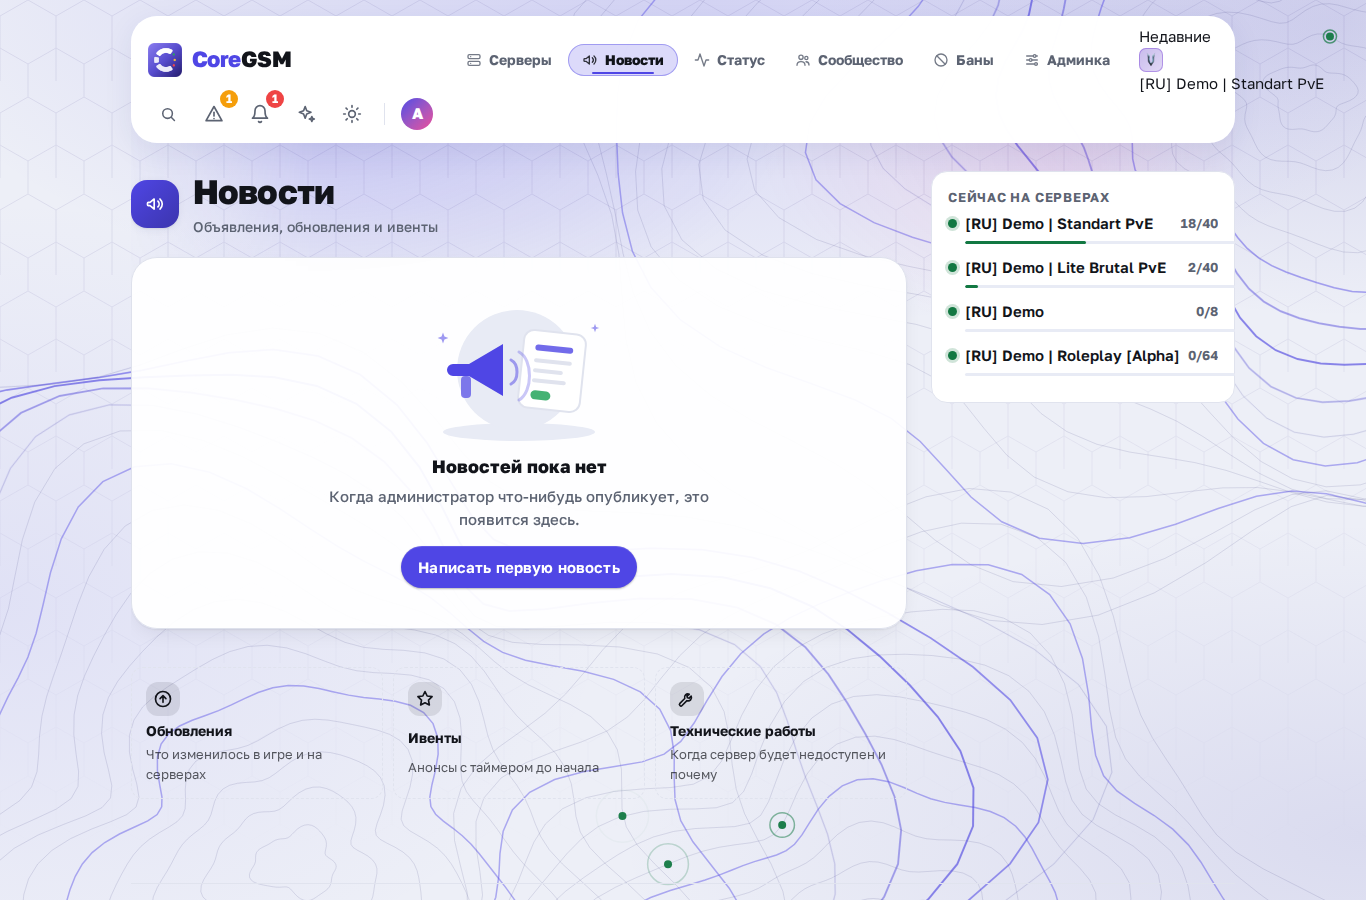 CoreGSM
Серверы
Новости
Статус
Сообщество
Баны
Админка
Недавние
[RU] Demo | Standart PvE
1
1
A
Новости
Объявления, обновления и ивенты
СЕЙЧАС НА СЕРВЕРАХ
[RU] Demo | Standart PvE 18/40
[RU] Demo | Lite Brutal PvE 2/40
[RU] Demo 0/8
[RU] Demo | Roleplay [Alpha] 0/64
Новостей пока нет
Когда администратор что-нибудь опубликует, это
появится здесь.
Написать первую новость
Обновления
Что изменилось в игре и на
серверах
Ивенты
Анонсы с таймером до начала
Технические работы
Когда сервер будет недоступен и
почему